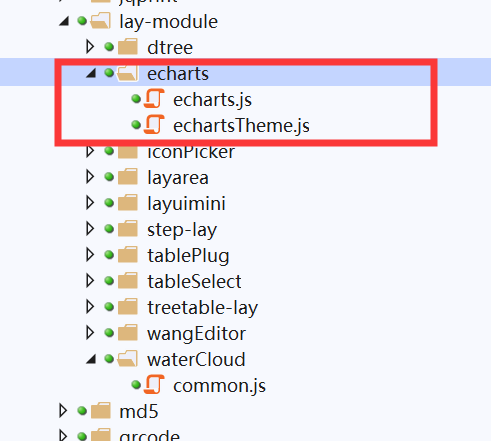 jqprint
lay-module
dtree
echarts
echarts.js
echartsTheme.js
iconPicker
layarea
layuimini
step-lay
tablePlug
tableSelect
treetable-lay
wangEditor
waterCloud
common.js
md5
qrcode